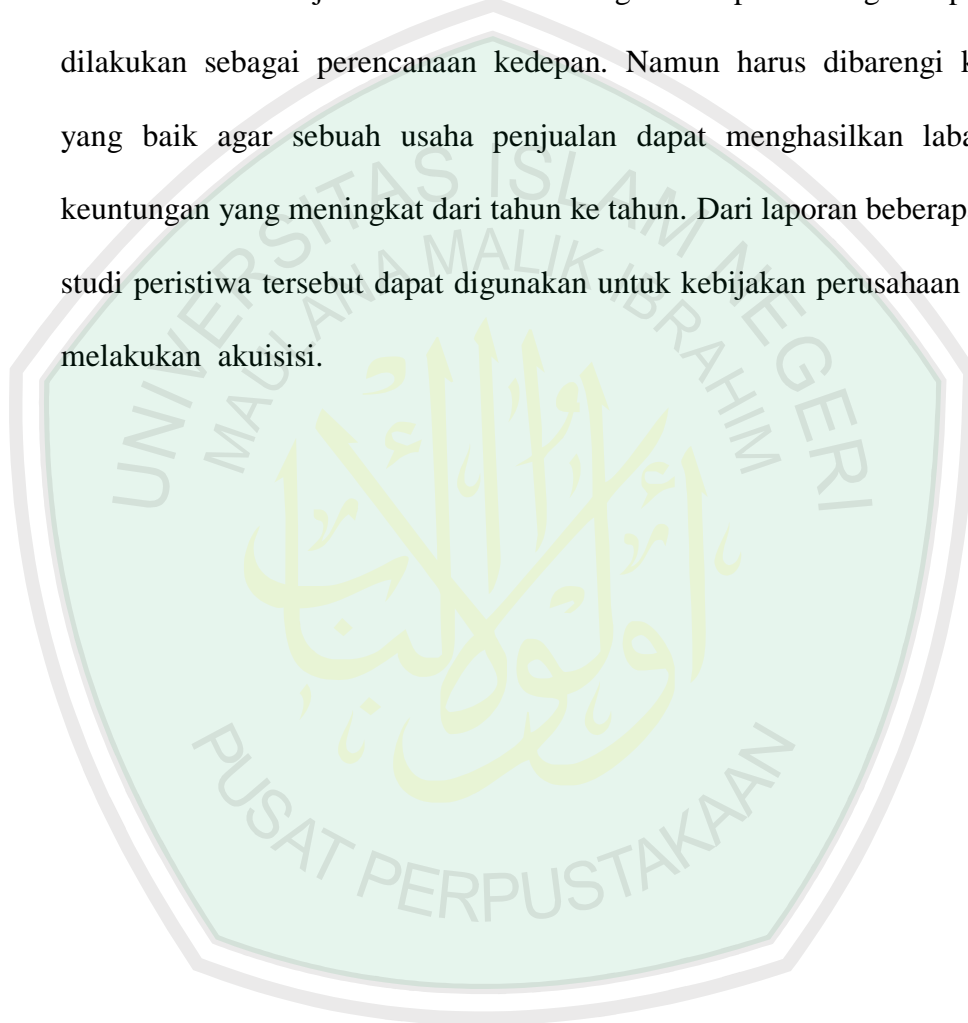 dilakukan sebagai perencanaan kedepan. Namun harus dibarengi
yang baik agar sebuah usaha penjualan dapat menghasilkan laba
keuntungan yang meningkat dari tahun ke tahun. Dari laporan
studi peristiwa tersebut dapat digunakan untuk kebijakan perusahaan
melakukan akuisisi.
UNIVERSITAS ISLAM NEGERI
MAULANA MALIK IBRAHIM
PUSAT PERPUSTAKAAN